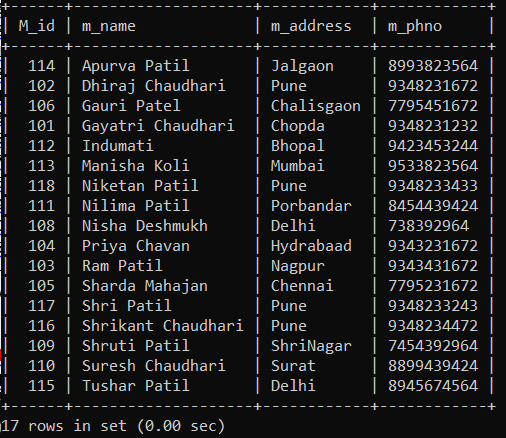 +------+---------------------+------------+------------+
| M_id | m_name              | m_address  | m_phno     |
+------+---------------------+------------+------------+
|  114 | Apurva Patil        | Jalgaon    | 8993823564 |
|  102 | Dhiraj Chaudhari    | Pune       | 9348231672 |
|  106 | Gauri Patel         | Chalisgaon | 7795451672 |
|  101 | Gayatri Chaudhari   | Chopda     | 9348231232 |
|  112 | Indumati            | Bhopal     | 9423453244 |
|  113 | Manisha Koli        | Mumbai     | 9533823564 |
|  118 | Niketan Patil       | Pune       | 9348233433 |
|  111 | Nilima Patil        | Porbandar  | 8454439424 |
|  108 | Nisha Deshmukh      | Delhi      | 738392964  |
|  104 | Priya Chavan        | Hydrabaad  | 9343231672 |
|  103 | Ram Patil           | Nagpur     | 9343431672 |
|  105 | Sharda Mahajan      | Chennai    | 7795231672 |
|  117 | Shri Patil          | Pune       | 9348233243 |
|  116 | Shrikant Chaudhari  | Pune       | 9348234472 |
|  109 | Shruti Patil        | ShriNagar  | 7454392964 |
|  110 | Suresh Chaudhari    | Surat      | 8899439424 |
|  115 | Tushar Patil        | Delhi      | 8945674564 |
+------+---------------------+------------+------------+
17 rows in set (0.00 sec)